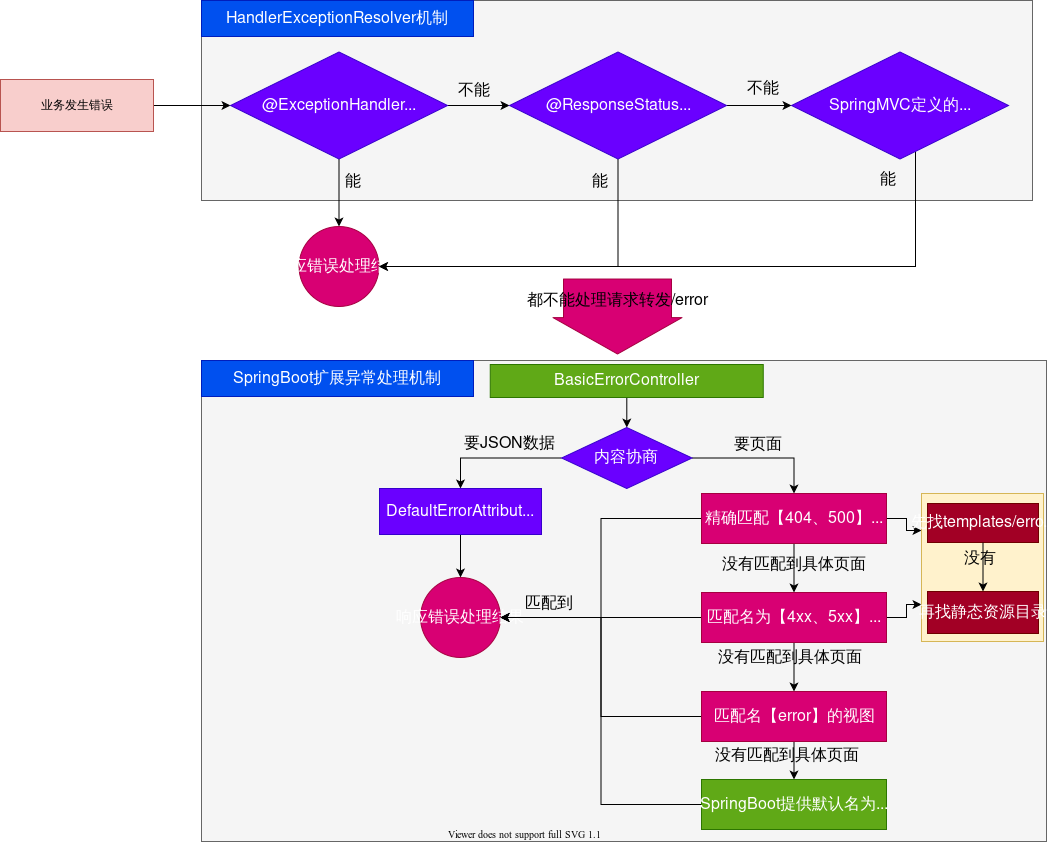 HandlerExceptionResolver机制
业务发生错误
@ExceptionHandler...
不能
@ResponseStatus...
不能
SpringMVC定义的...
能
能
能
应错误处理结
都不能处理请求转发/error
SpringBoot扩展异常处理机制
BasicErrorController
要JSON数据
内容协商
要页面
DefaultErrorAttribut...
精确匹配【404、500】...
找templates/erro
没有匹配到具体页面
没有
匹配到
响应错误处理结
匹配名为【4xx、5xx】...
再找静态资源目录
没有匹配到具体页面
匹配名【error】的视图
没有匹配到具体页面
SpringBoot提供默认名为...
Viewer does not support full SVG 1.1